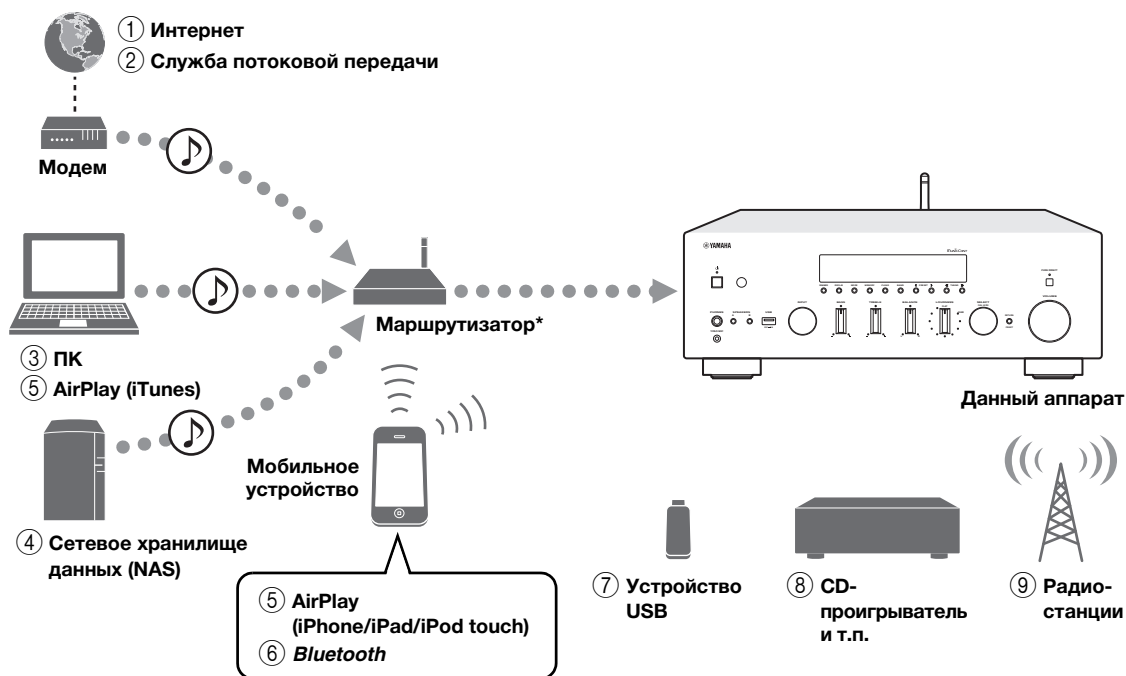 ① Интернет
② Служба потоковой передачи
Модем
③ ПК
⑤ AirPlay (iTunes)
④ Сетевое хранилище
данных (NAS)
Маршрутизатор*
Мобильное
устройство
⑤ AirPlay
(iPhone/iPad/iPod touch)
⑥ Bluetooth
YAMAHA
Данный аппарат
⑦ Устройство
USB
⑧ CD-
проигрыватель
и т.п.
⑨ Радио-
станции